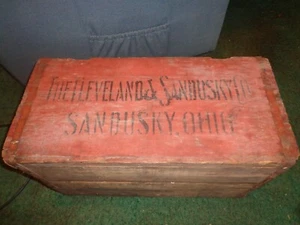 THE CLEVELAND & SANDUSKY
SANDUSKY, OHIO